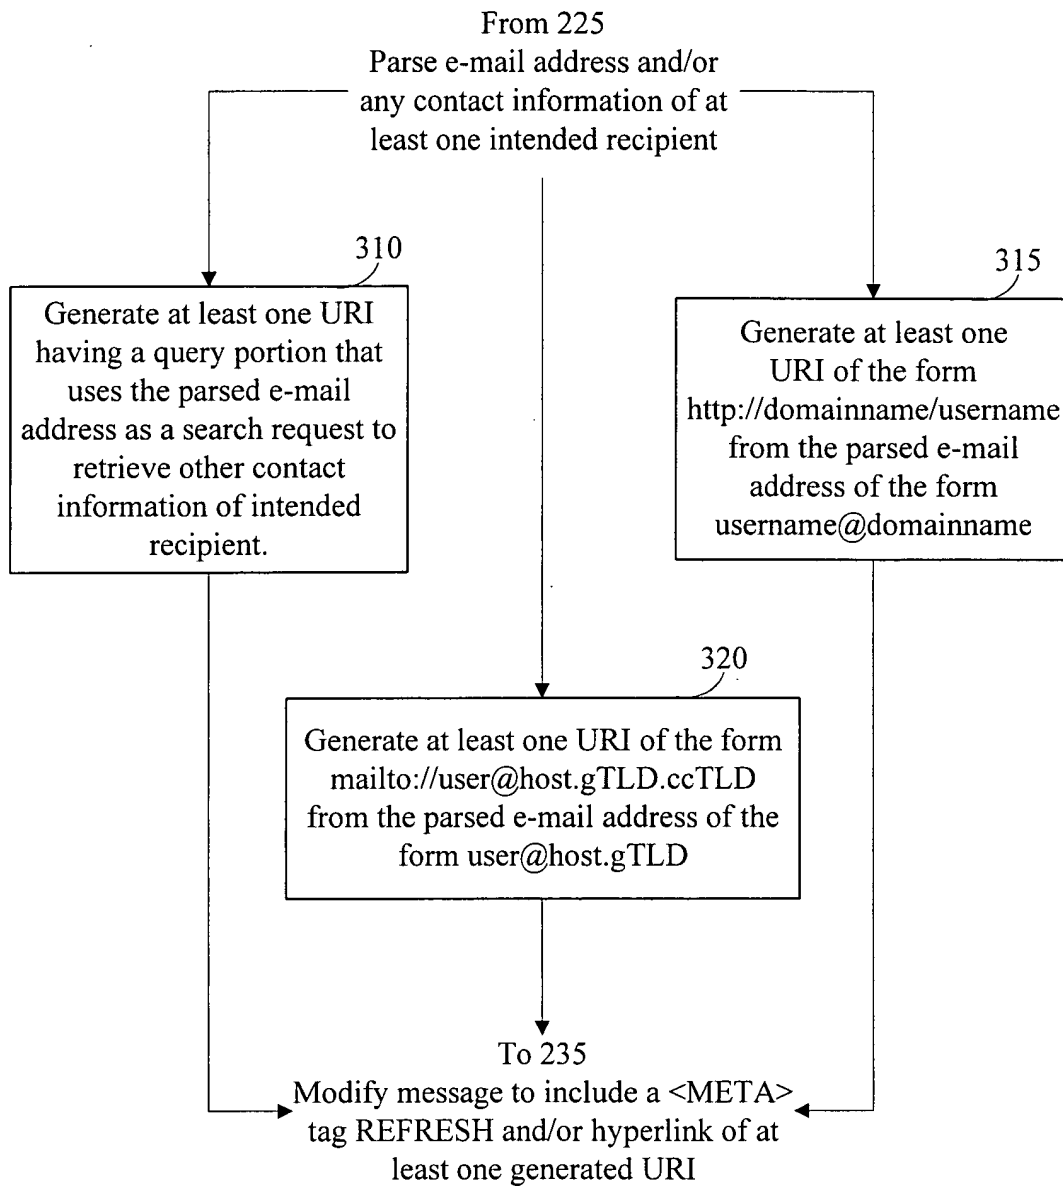 From 225
Parse e-mail address and/or
any contact information of at
least one intended recipient
310
Generate at least one URI
having a query portion that
uses the parsed e-mail
address as a search request to
retrieve other contact
information of intended
recipient.
315
Generate at least one
URI of the form
http://domainname/username
from the parsed e-mail
address of the form
username@domainname
320
Generate at least one URI of the form
mailto://user@host.gTLD.ccTLD
from the parsed e-mail address of the
form user@host.gTLD
To 235
Modify message to include a <META>
tag REFRESH and/or hyperlink of at
least one generated URI